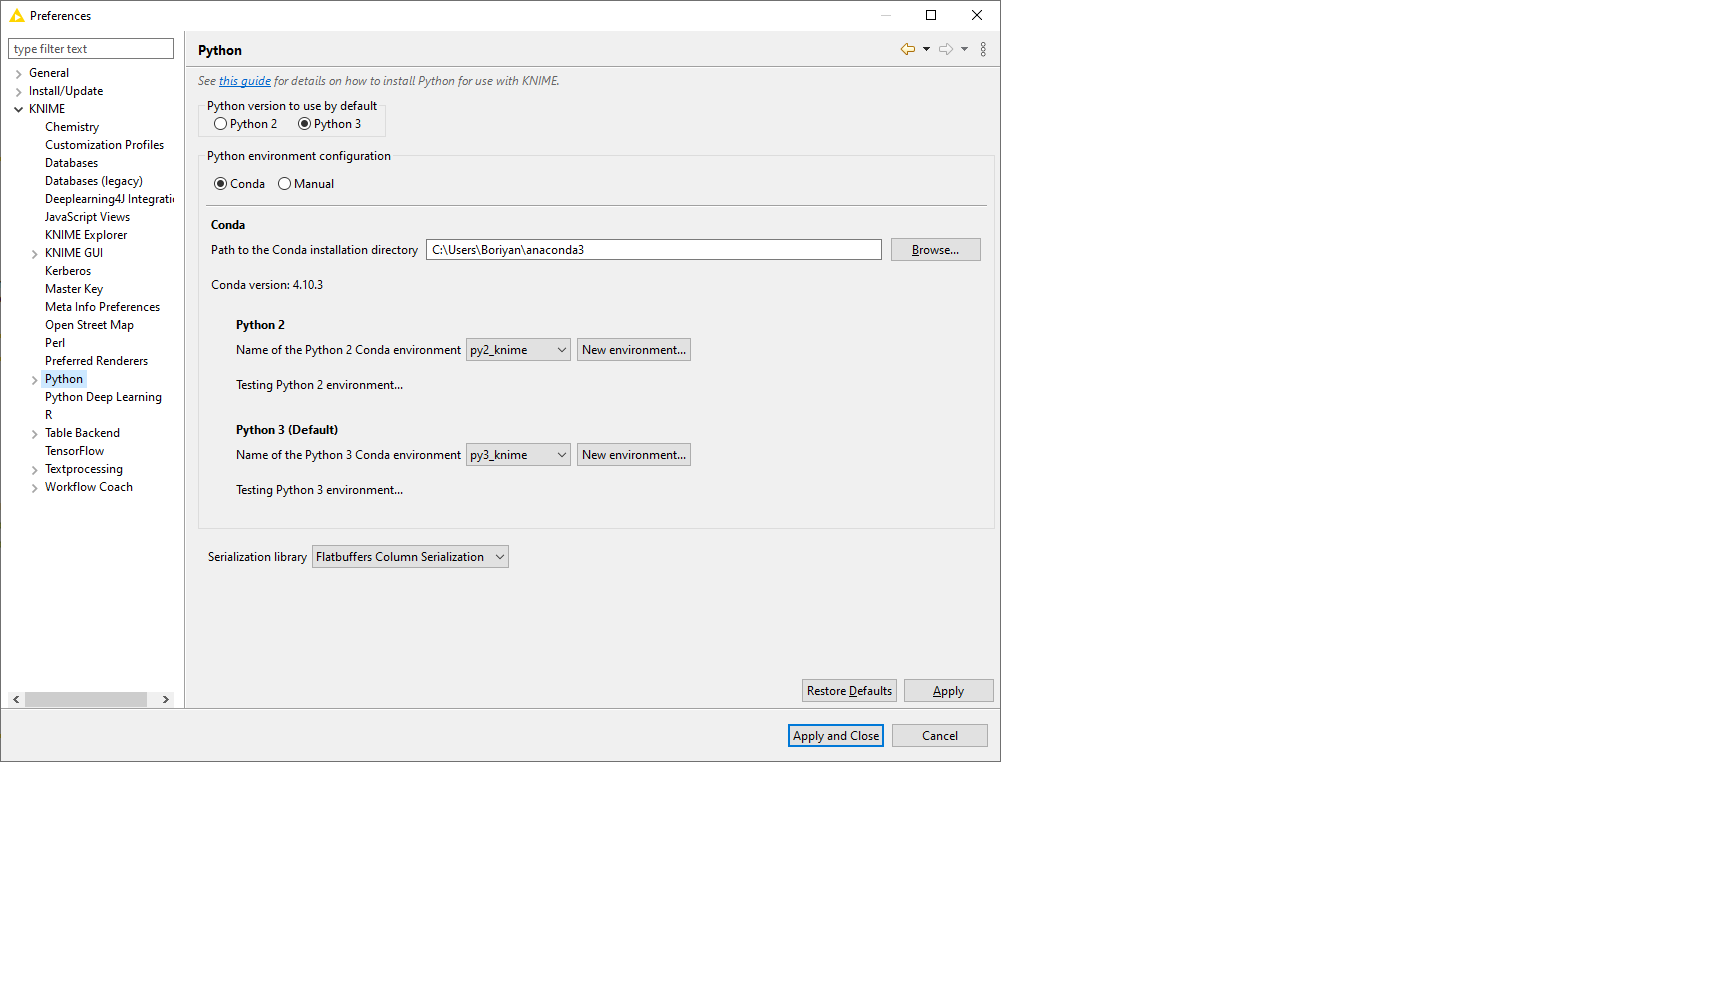 Preferences
type filter text
General
Install/Update
KNIME
Chemistry
Customization Profiles
Databases
Databases (legacy)
Deeplearning4J Integratio
JavaScript Views
KNIME Explorer
KNIME GUI
Kerberos
Master Key
Meta Info Preferences
Open Street Map
Perl
Preferred Renderers
Python
Python Deep Learning
R
Table Backend
TensorFlow
Textprocessing
Workflow Coach
Python
See this guide for details on how to install Python for use with KNIME.
Python version to use by default
Python 2 Python 3
Python environment configuration
Conda Manual
Conda
Path to the Conda installation directory C:\Users\Boriyan\anaconda3 Browse...
Conda version: 4.10.3
Python 2
Name of the Python 2 Conda environment py2_knime New environment...
Testing Python 2 environment...
Python 3 (Default)
Name of the Python 3 Conda environment py3_knime New environment...
Testing Python 3 environment...
Serialization library Flatbuffers Column Serialization
Restore Defaults Apply
Apply and Close Cancel